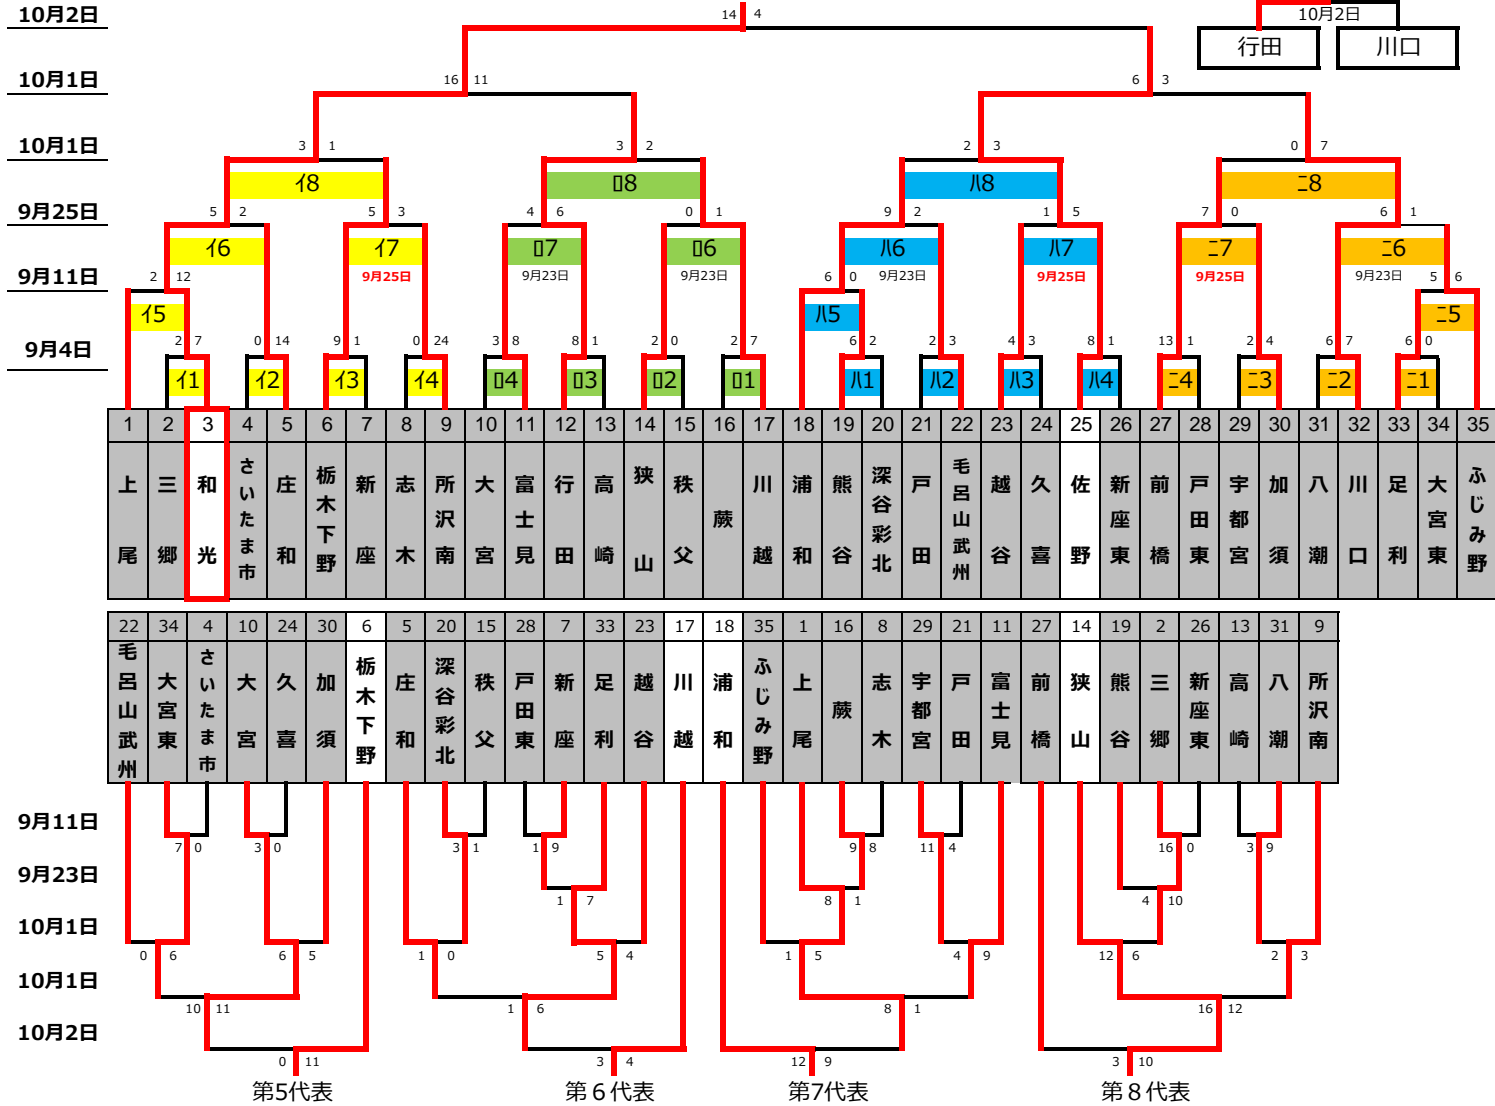 10月2日 14 4 10月2日
行田 川口
10月1日 16 11 6 3
10月1日 3 1 3 2 2 3 0 7
ｲ8 ﾛ8 ﾊ8 ﾆ8
9月25日 5 2 5 3 4 6 0 1 9 2 1 5 7 0 6 1
ｲ6 ｲ7 ﾛ7 ﾛ6 ﾊ6 ﾊ7 ﾆ7 ﾆ6
9月25日 9月23日 9月23日 9月23日 9月25日 9月25日 9月23日
9月11日 2 12 6 0 5 6
ｲ5 ﾊ5 ﾆ5
9月4日 2 7 0 14 9 1 0 24 3 8 8 1 2 0 2 7 6 2 2 3 4 3 8 1 13 1 2 4 6 7 6 0
ｲ1 ｲ2 ｲ3 ｲ4 ﾛ4 ﾛ3 ﾛ2 ﾛ1 ﾊ1 ﾊ2 ﾊ3 ﾊ4 ﾆ4 ﾆ3 ﾆ2 ﾆ1
1 2 3 4 5 6 7 8 9 10 11 12 13 14 15 16 17 18 19 20 21 22 23 24 25 26 27 28 29 30 31 32 33 34 35
上尾 三郷 和光 さいたま市 庄和 栃木下野 新座 志木 所沢南 大宮 富士見 行田 高崎 狭山 秩父 蕨 川越 浦和 熊谷 深谷彩北 戸田 毛呂山武州 越谷 久喜 佐野 新座東 前橋 戸田東 宇都宮 加須 八潮 川口 足利 大宮東 ふじみ野
22 34 4 10 24 30 6 5 20 15 28 7 33 23 17 18 35 1 16 8 29 21 11 27 14 19 2 26 13 31 9
毛呂山武州 大宮東 さいたま市 大宮 久喜 加須 栃木下野 庄和 深谷彩北 秩父 戸田東 新座 足利 越谷 川越 浦和 ふじみ野 上尾 蕨 志木 宇都宮 戸田 富士見 前橋 狭山 熊谷 三郷 新座東 高崎 八潮 所沢南
9月11日 7 0 3 0 3 1 1 9 9 8 11 4 16 0 3 9
9月23日 1 7 8 1 4 10
10月1日 0 6 6 5 1 0 5 4 1 5 4 9 12 6 2 3
10月1日 10 11 1 6 8 1 16 12
10月2日 0 11 3 4 12 9 3 10
第5代表 第６代表 第7代表 第８代表